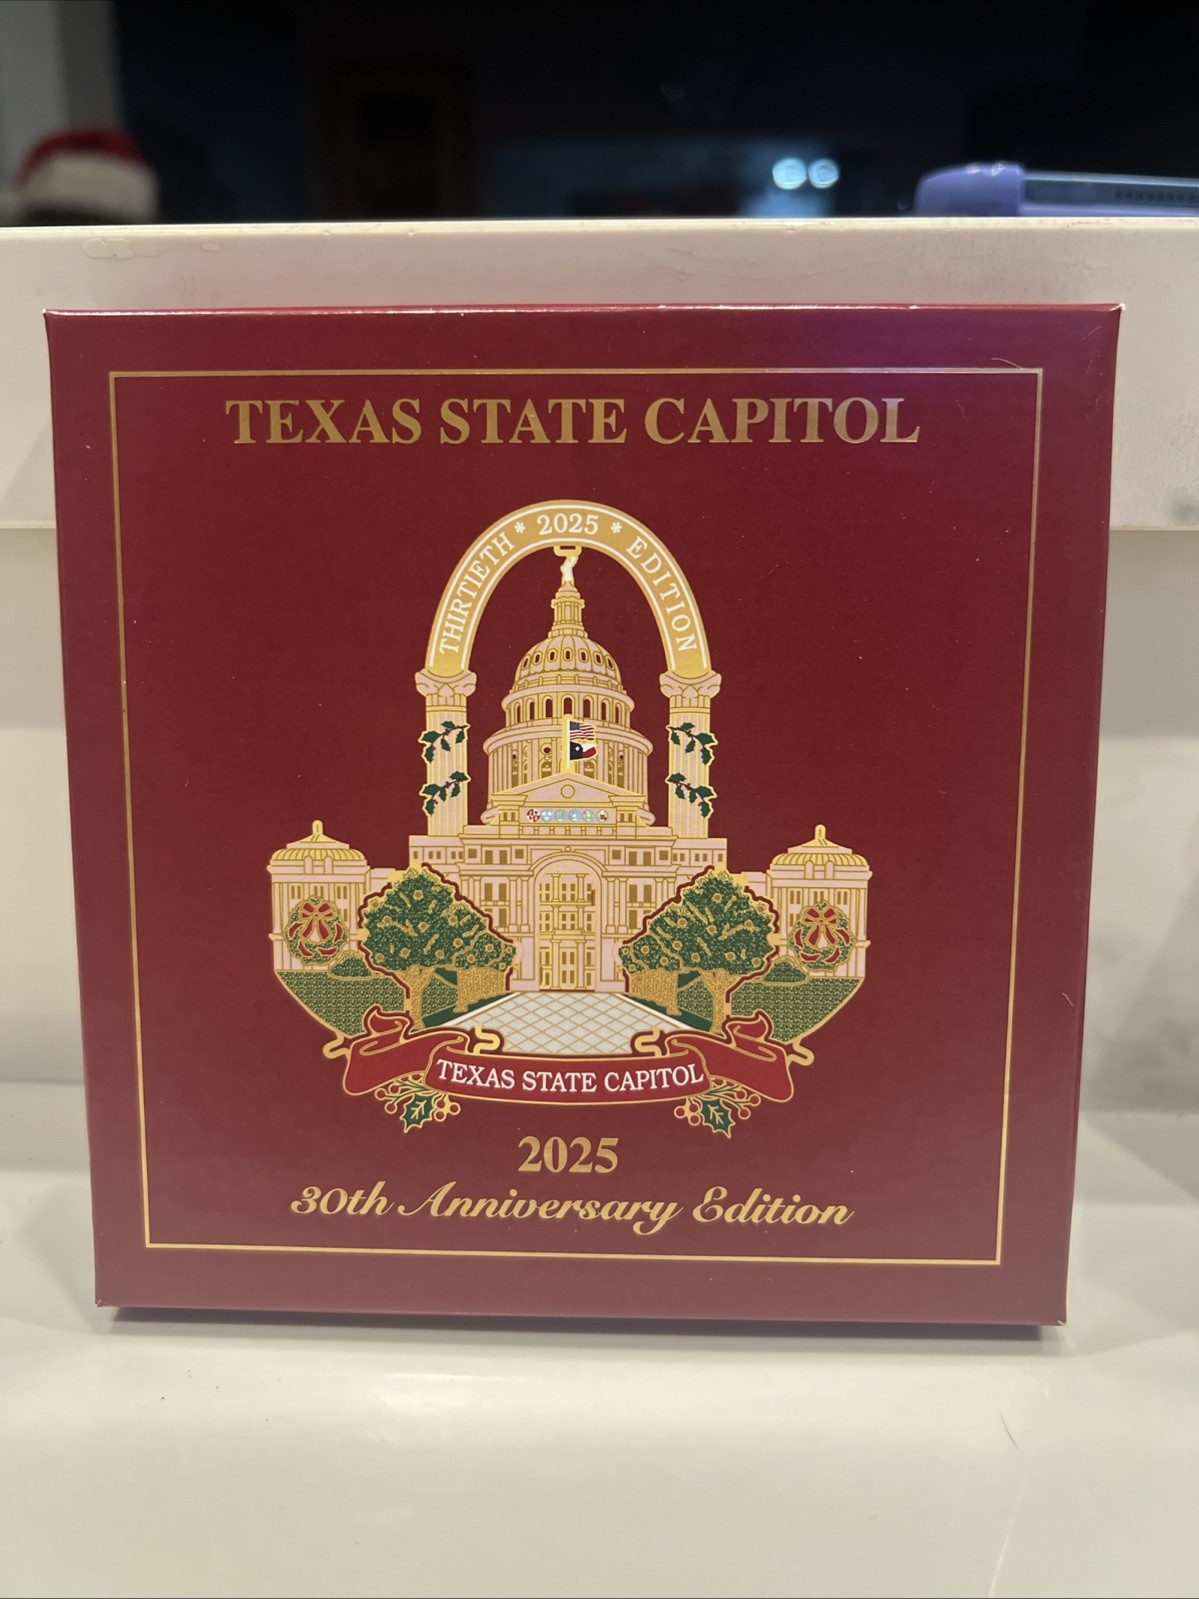 TEXAS STATE CAPITOL
THIRTIETH * 2025 * EDITION
TEXAS STATE CAPITOL
2025
30th Anniversary Edition